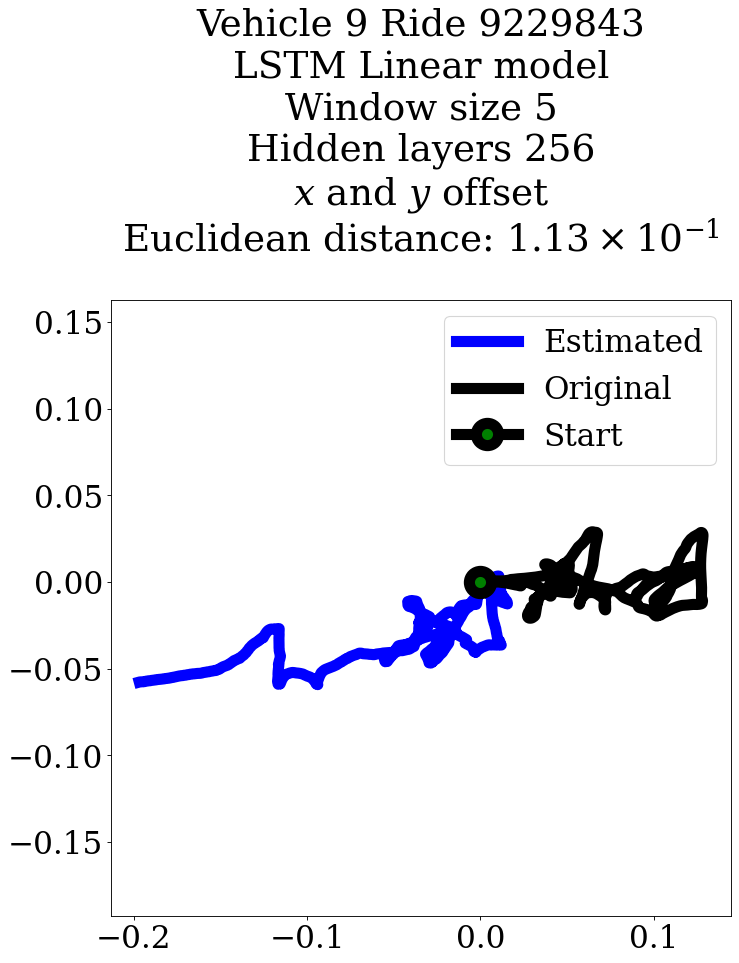 Vehicle 9 Ride 9229843
LSTM Linear model
Window size 5
Hidden layers 256
x and y offset
Euclidean distance: 1.13 × 10⁻¹
Estimated
Original
Start
0.15
0.10
0.05
0.00
−0.05
−0.10
−0.15
−0.2
−0.1
0.0
0.1